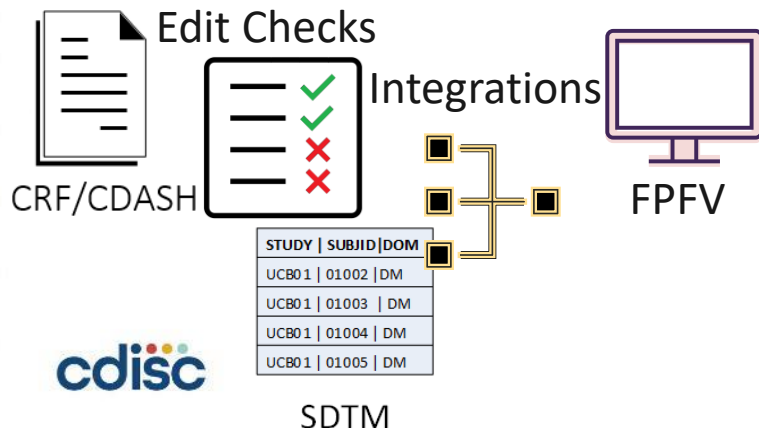 Edit Checks
Integrations
CRF/CDASH
FPFV
STUDY | SUBJID|DOM
UCB01 | 01002 |DM
UCB01 | 01003 | DM
UCB01 | 01004 | DM
UCB01 | 01005 | DM
cdisc
SDTM